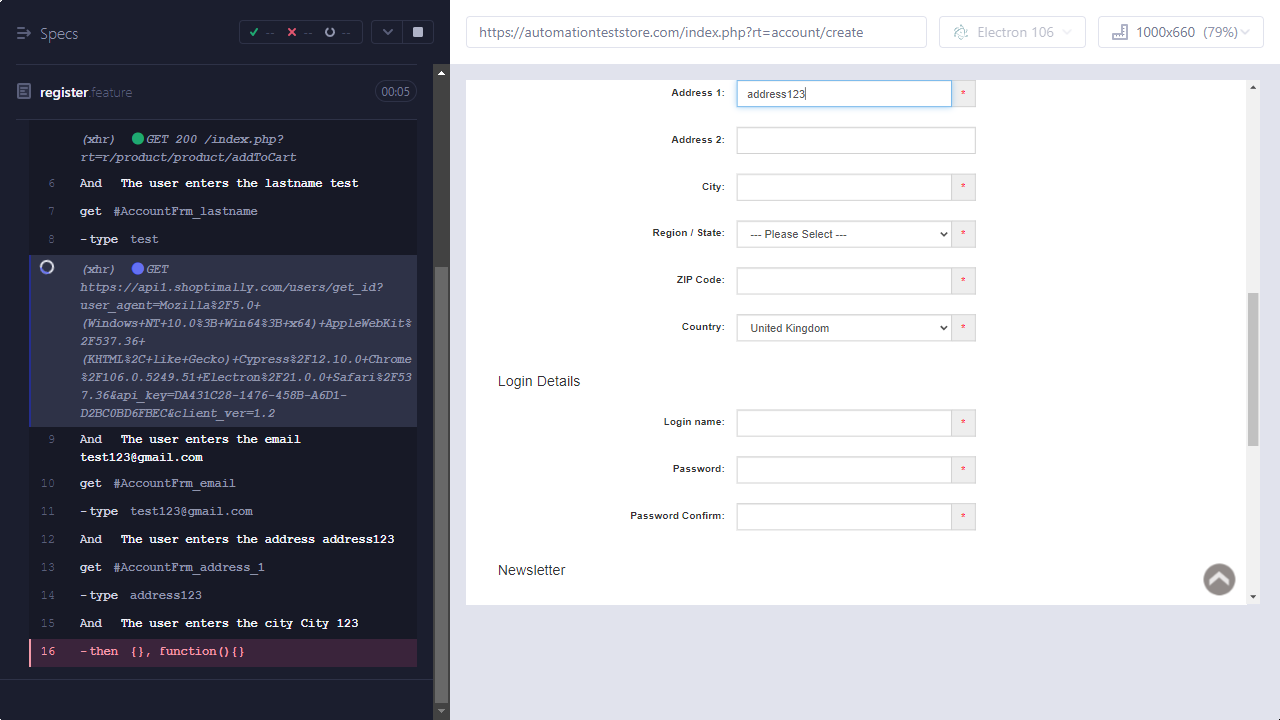 Specs
-- -- --
register.feature
00:05
(xhr) GET 200 /index.php?
rt=r/product/product/addToCart
6 And The user enters the lastname test
7 get #AccountFrm_lastname
8 -type test
(xhr) GET
https://api1.shoptimally.com/users/get_id?
user_agent=Mozilla%2F5.0+
(Windows+NT+10.0%3B+Win64%3B+x64)+AppleWebKit%
2F537.36+
(KHTML%2C+like+Gecko)+Cypress%2F12.10.0+Chrome
%2F106.0.5249.51+Electron%2F21.0.0+Safari%2F53
7.36&api_key=DA431C28-1476-458B-A6D1-
D2BC0BD6FBEC&client_ver=1.2
9 And The user enters the email
test123@gmail.com
10 get #AccountFrm_email
11 -type test123@gmail.com
12 And The user enters the address address123
13 get #AccountFrm_address_1
14 -type address123
15 And The user enters the city City 123
16 -then {}, function(){}
https://automationteststore.com/index.php?rt=account/create
Electron 106
1000x660 (79%)
Address 1: address123 *
Address 2:
City: *
Region / State: --- Please Select --- *
ZIP Code: *
Country: United Kingdom *
Login Details
Login name: *
Password: *
Password Confirm: *
Newsletter